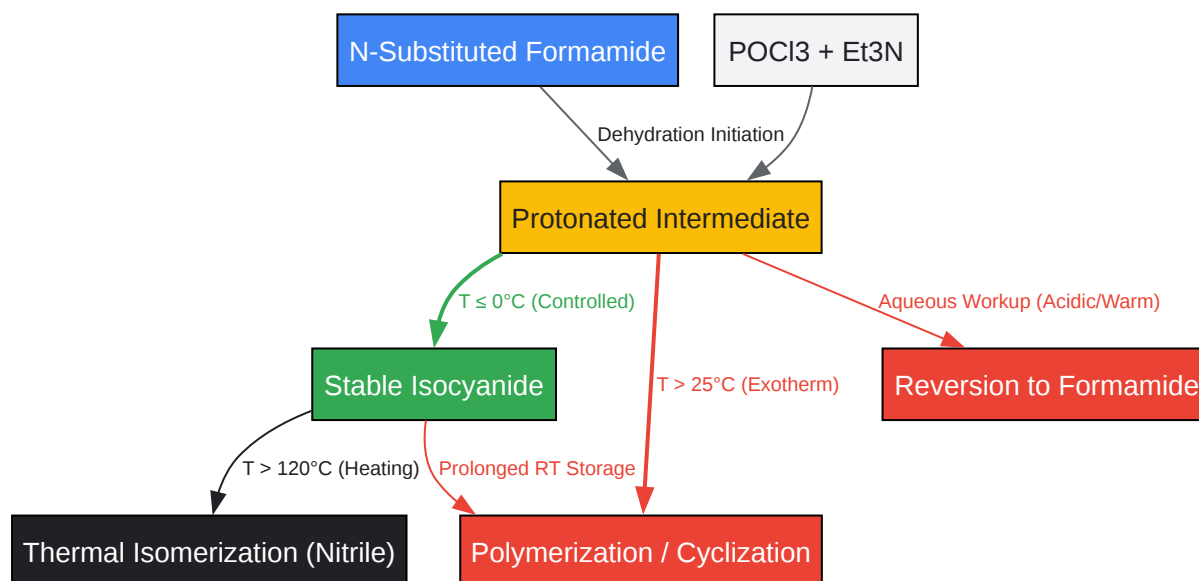 N-Substituted Formamide
POCl3 + Et3N
Dehydration Initiation
Protonated Intermediate
T ≤ 0°C (Controlled)
Aqueous Workup (Acidic/Warm)
Stable Isocyanide
T > 25°C (Exotherm)
Reversion to Formamide
T > 120°C (Heating)
Prolonged RT Storage
Thermal Isomerization (Nitrile)
Polymerization / Cyclization